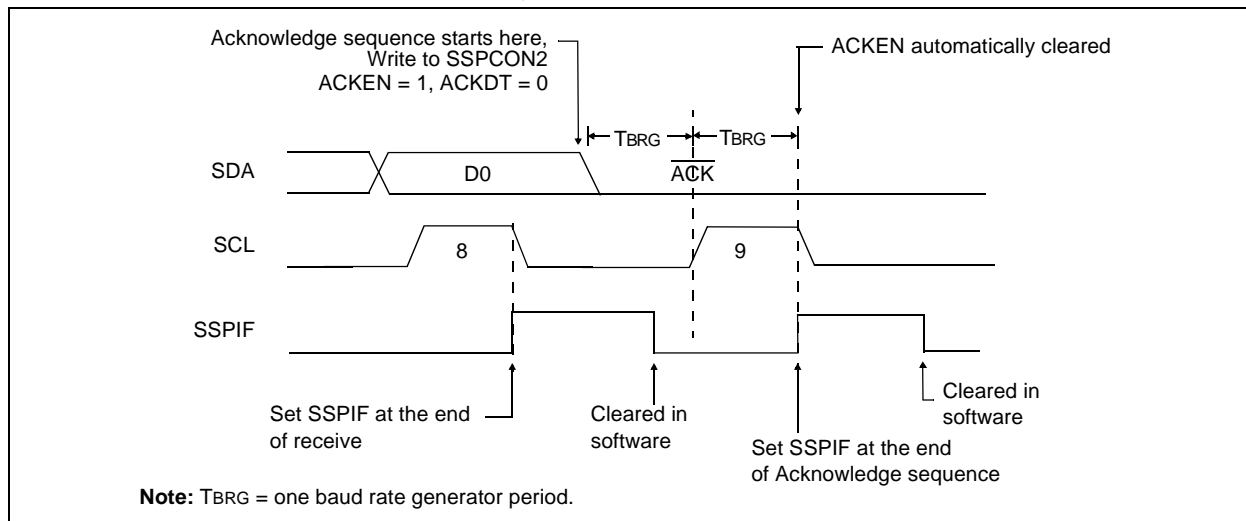 Acknowledge sequence starts here,
Write to SSPCON2
ACKEN = 1, ACKDT = 0
ACKEN automatically cleared
TBRG
TBRG
SDA
D0
ACK
SCL
8
9
SSPIF
Set SSPIF at the end
of receive
Cleared in
software
Set SSPIF at the end
of Acknowledge sequence
Cleared in
software
Note: TBRG = one baud rate generator period.